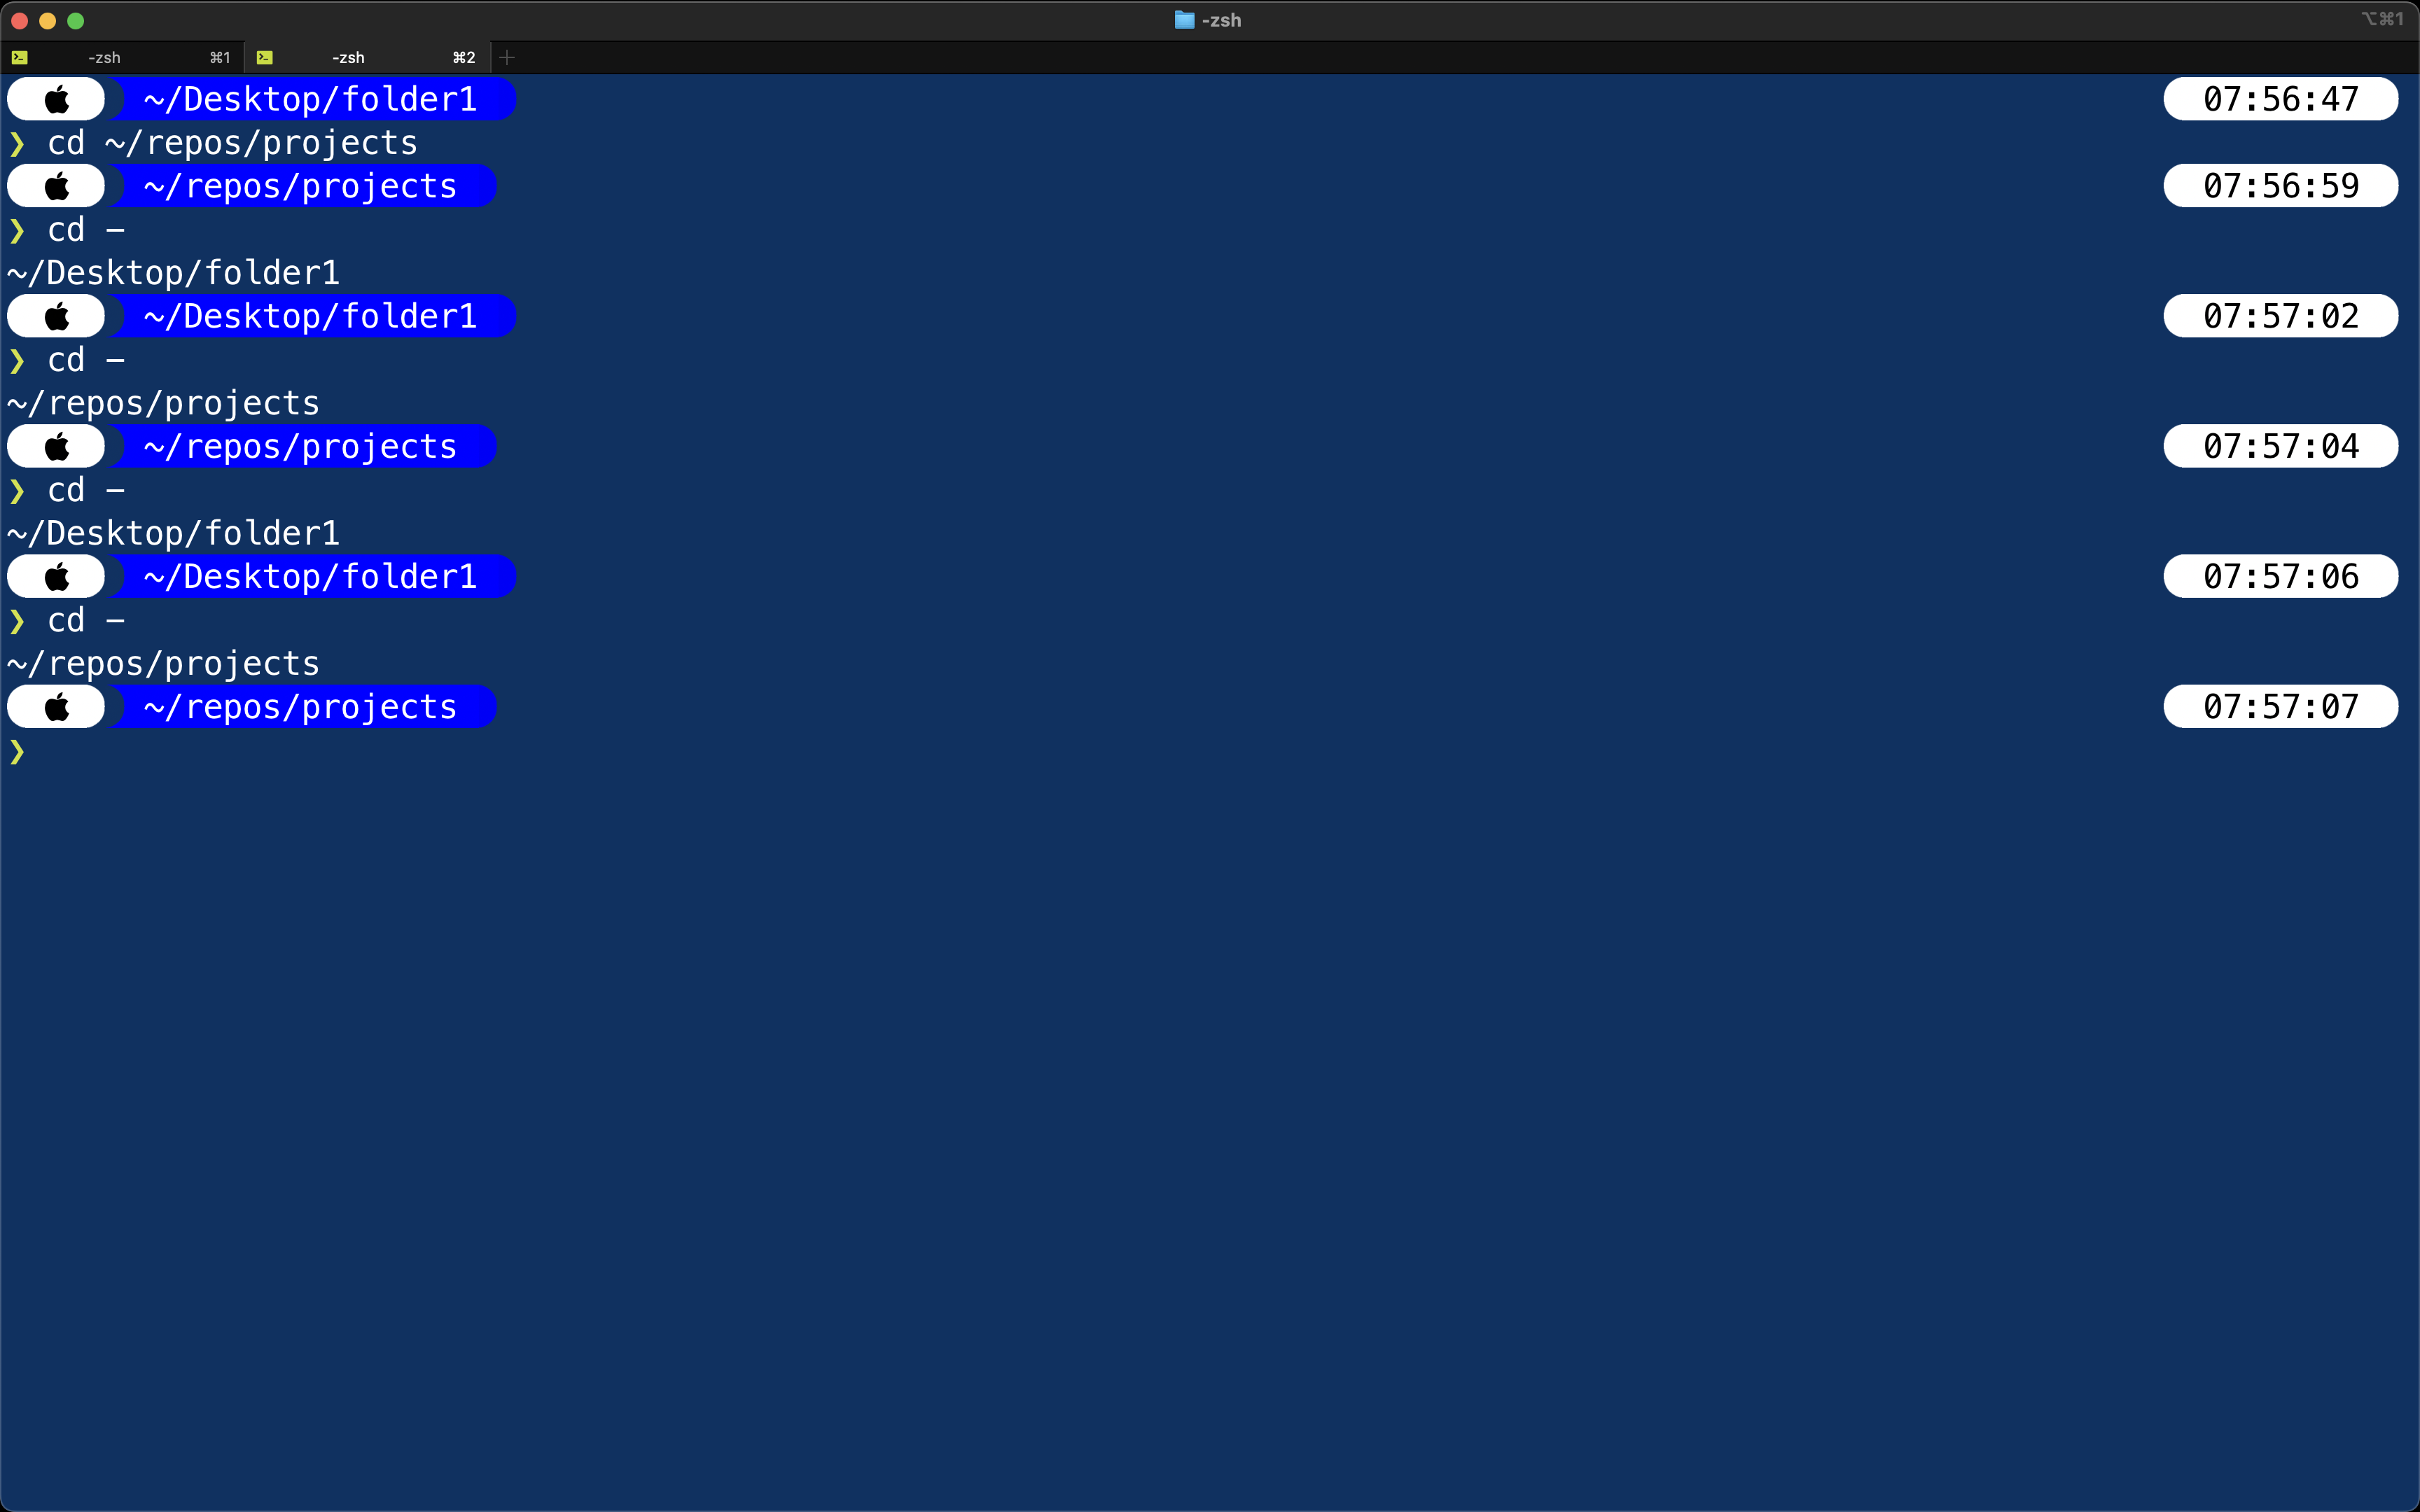 -zsh ⌥⌘1
-zsh ⌘1 -zsh ⌘2
~/Desktop/folder1 07:56:47
❯ cd ~/repos/projects
~/repos/projects 07:56:59
❯ cd -
~/Desktop/folder1
~/Desktop/folder1 07:57:02
❯ cd -
~/repos/projects
~/repos/projects 07:57:04
❯ cd -
~/Desktop/folder1
~/Desktop/folder1 07:57:06
❯ cd -
~/repos/projects
~/repos/projects 07:57:07
❯